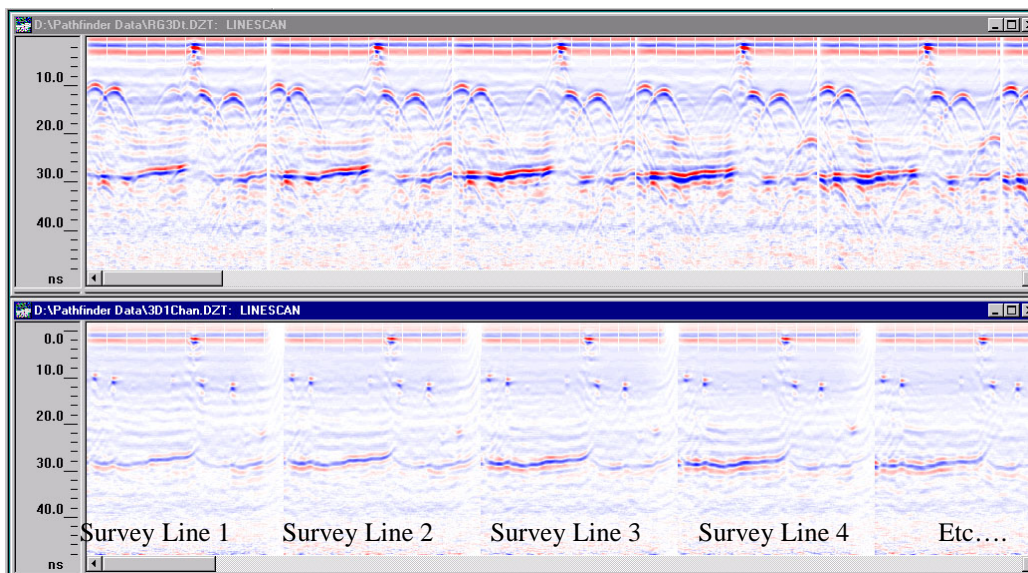 D:\Pathfinder Data\RG3Dt.DZT: LINESCAN
10.0
20.0
30.0
40.0
ns
D:\Pathfinder Data\3D1Chan.DZT: LINESCAN
0.0
10.0
20.0
30.0
40.0
Survey Line 1 Survey Line 2 Survey Line 3 Survey Line 4 Etc….
ns